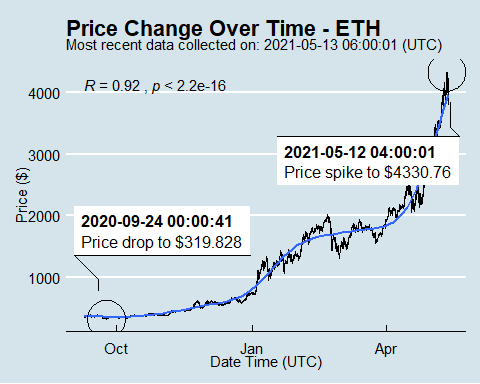 Price Change Over Time - ETH
Most recent data collected on: 2021-05-13 06:00:01 (UTC)
R = 0.92 , p < 2.2e-16
4000
3000
2000
1000
Price ($)
2021-05-12 04:00:01
Price spike to $4330.76
2020-09-24 00:00:41
Price drop to $319.828
Oct
Jan
Apr
Date Time (UTC)